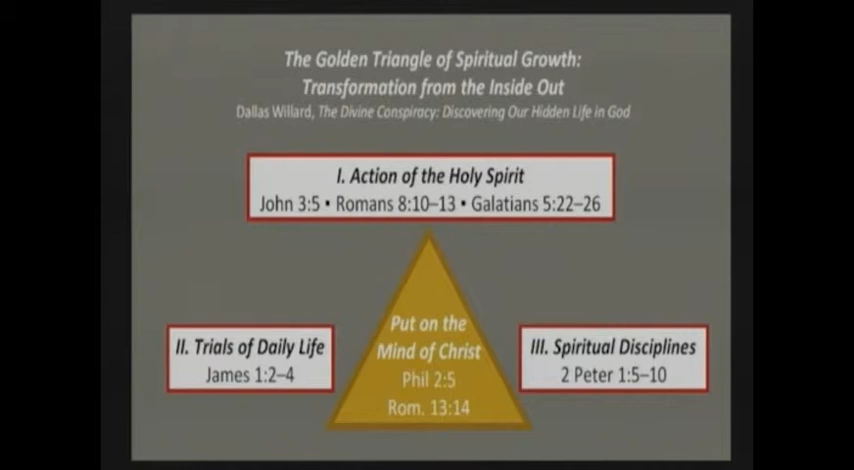 The Golden Triangle of Spiritual Growth:
Transformation from the Inside Out
Dallas Willard, The Divine Conspiracy: Discovering Our Hidden Life in God
I. Action of the Holy Spirit
John 3:5 • Romans 8:10–13 • Galatians 5:22–26
II. Trials of Daily Life
James 1:2–4
Put on the
Mind of Christ
Phil 2:5
Rom. 13:14
III. Spiritual Disciplines
2 Peter 1:5–10